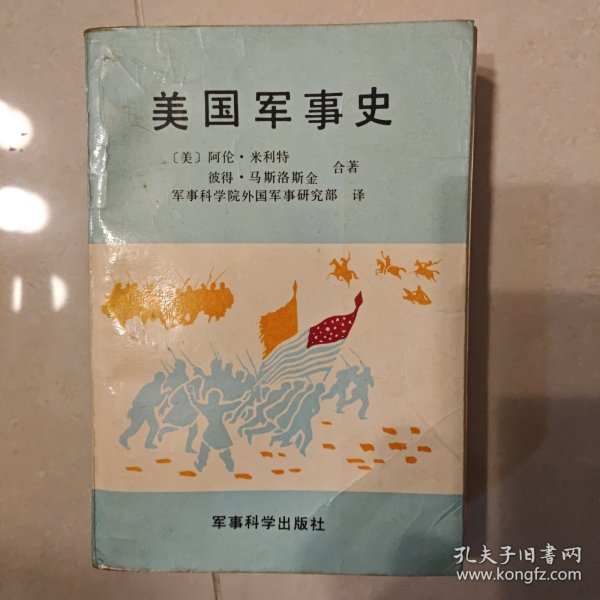 美国军事史
〔美〕阿伦·米利特
彼得·马斯洛斯金 合著
军事科学院外国军事研究部 译
军事科学出版社
孔夫子旧书网
www.kongfz.com